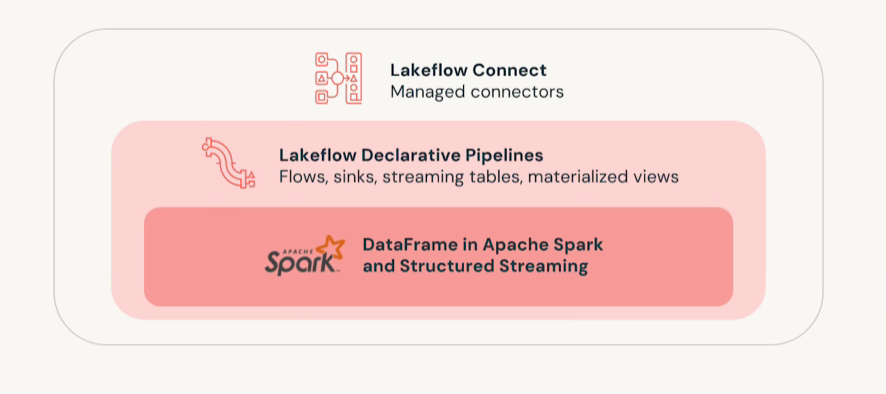 Lakeflow Connect
Managed connectors
Lakeflow Declarative Pipelines
Flows, sinks, streaming tables, materialized views
APACHE
Spark
DataFrame in Apache Spark
and Structured Streaming